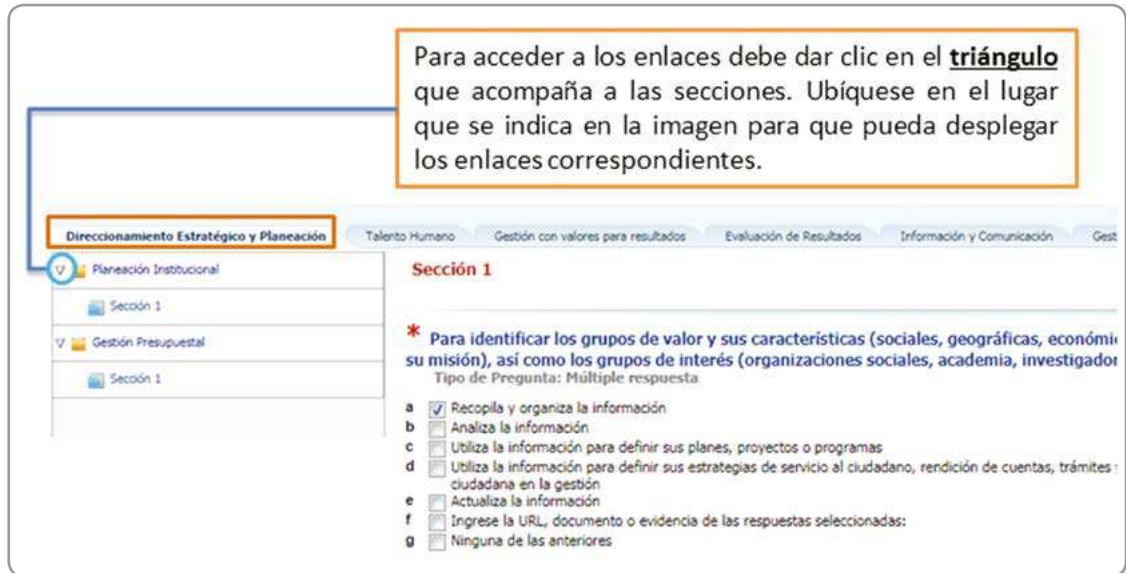 Para acceder a los enlaces debe dar clic en el triángulo
que acompaña a las secciones. Ubíquese en el lugar
que se indica en la imagen para que pueda desplegar
los enlaces correspondientes.
Direccionamiento Estratégico y Planeación
Talento Humano
Gestión con valores para resultados
Evaluación de Resultados
Información y Comunicación
Gest
Planeación Institucional
Sección 1
Gestión Presupuestal
Sección 1
Sección 1
* Para identificar los grupos de valor y sus características (sociales, geográficas, económi
su misión), así como los grupos de interés (organizaciones sociales, academia, investigador
Tipo de Pregunta: Múltiple respuesta
a Recopila y organiza la información
b Analiza la información
c Utiliza la información para definir sus planes, proyectos o programas
d Utiliza la información para definir sus estrategias de servicio al ciudadano, rendición de cuentas, trámites
ciudadana en la gestión
e Actualiza la información
f Ingrese la URL, documento o evidencia de las respuestas seleccionadas:
g Ninguna de las anteriores